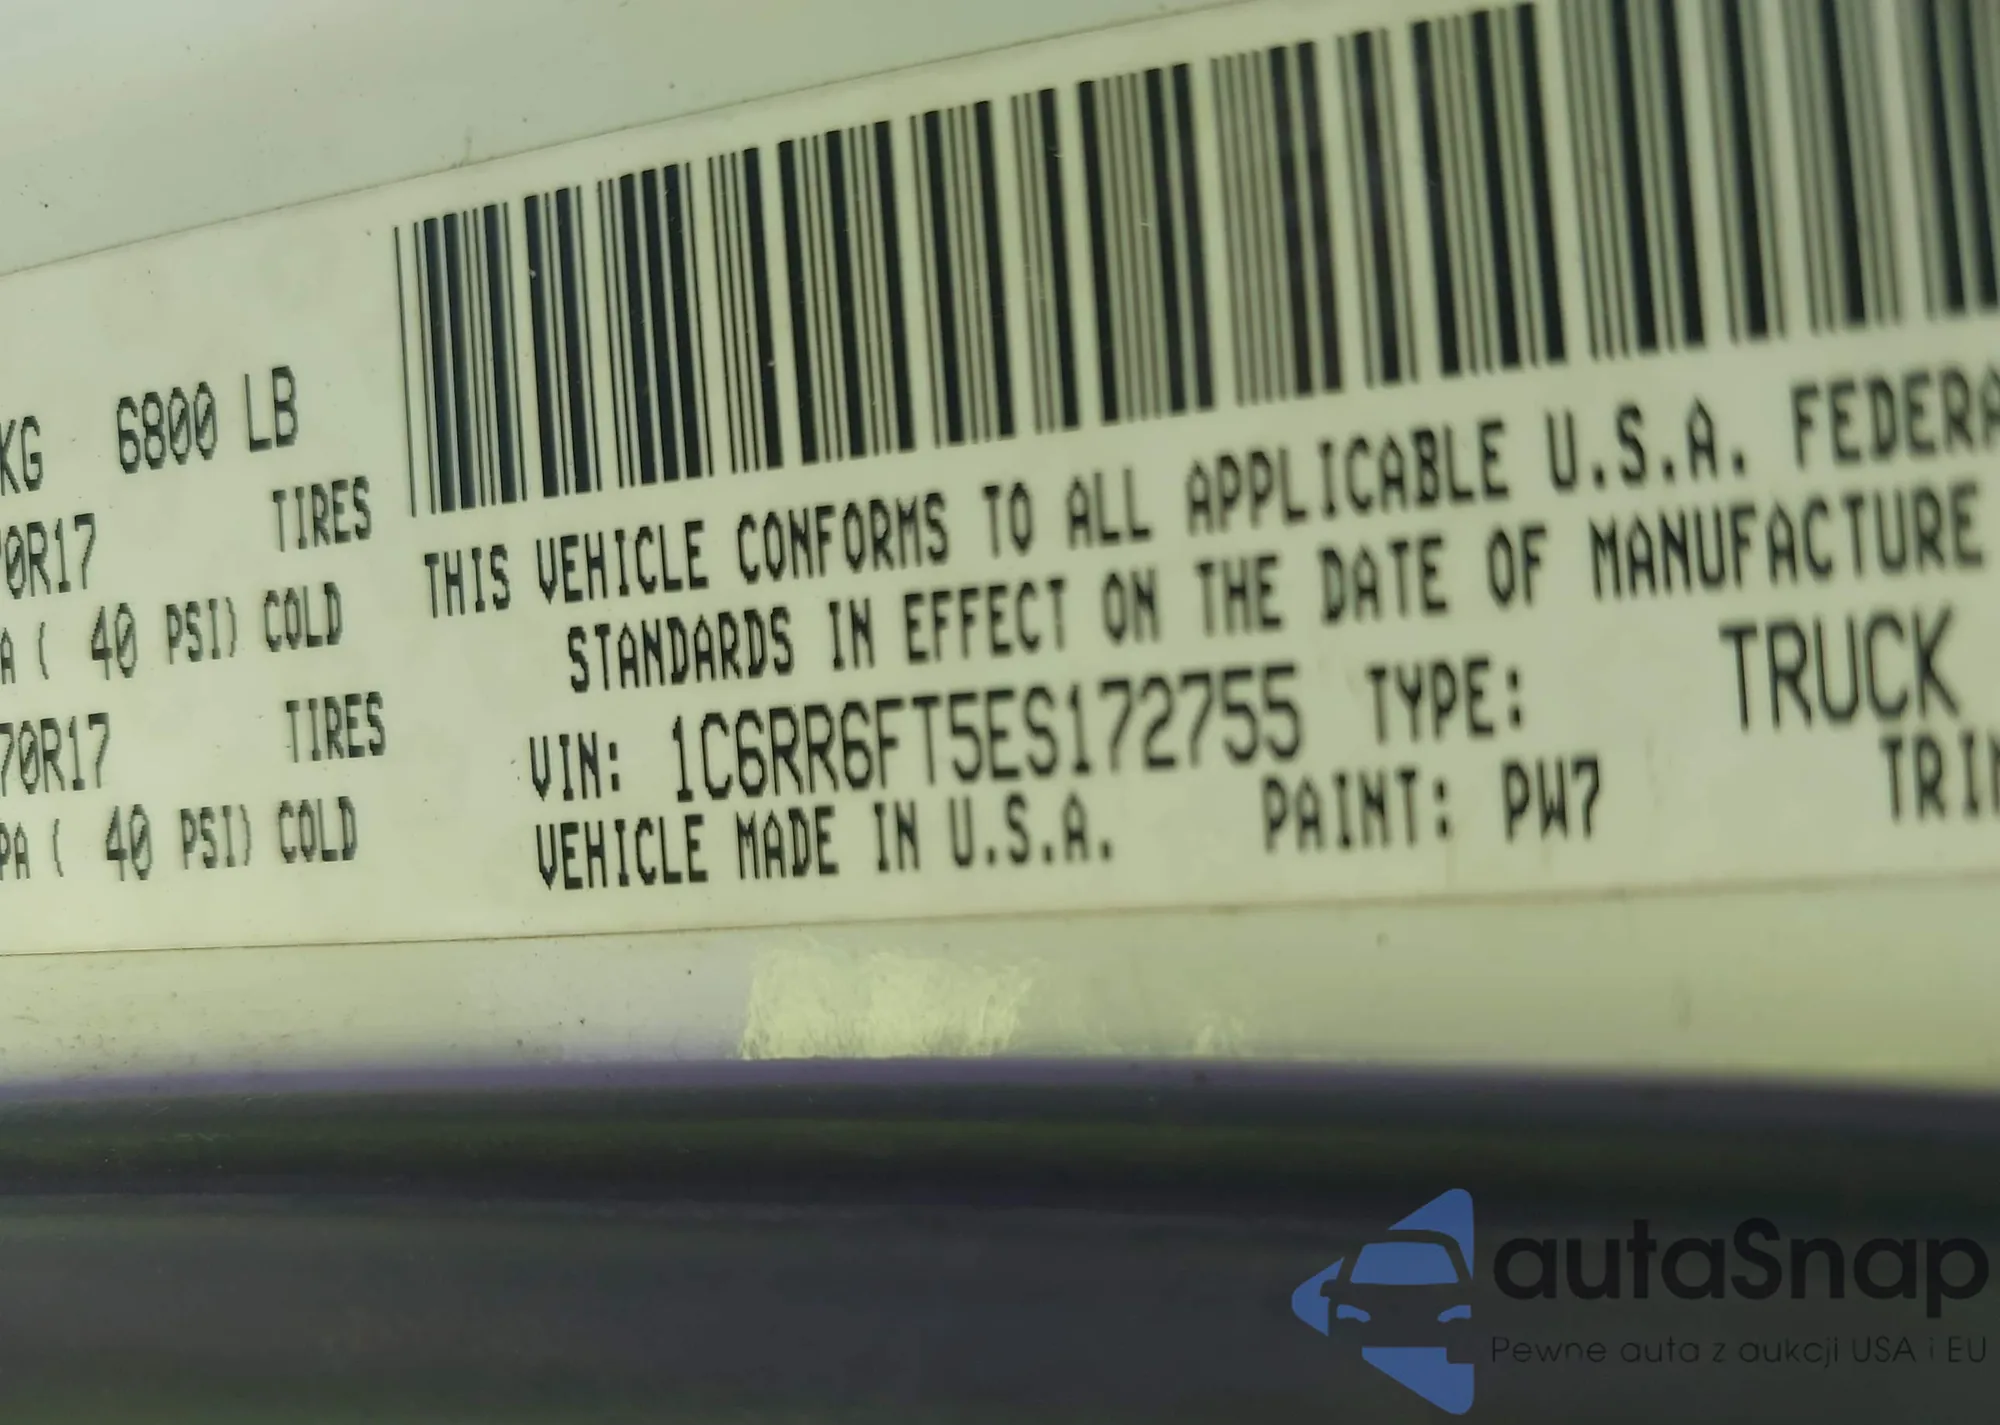 KG 6800 LB
70R17 TIRES
A ( 40 PSI) COLD
70R17 TIRES
PA ( 40 PSI) COLD
THIS VEHICLE CONFORMS TO ALL APPLICABLE U.S.A. FEDERA
STANDARDS IN EFFECT ON THE DATE OF MANUFACTURE
VIN: 1C6RR6FT5ES172755 TYPE: TRUCK
VEHICLE MADE IN U.S.A. PAINT: PW7 TRIM
autaSnap
Pewne auta z aukcji USA i EU